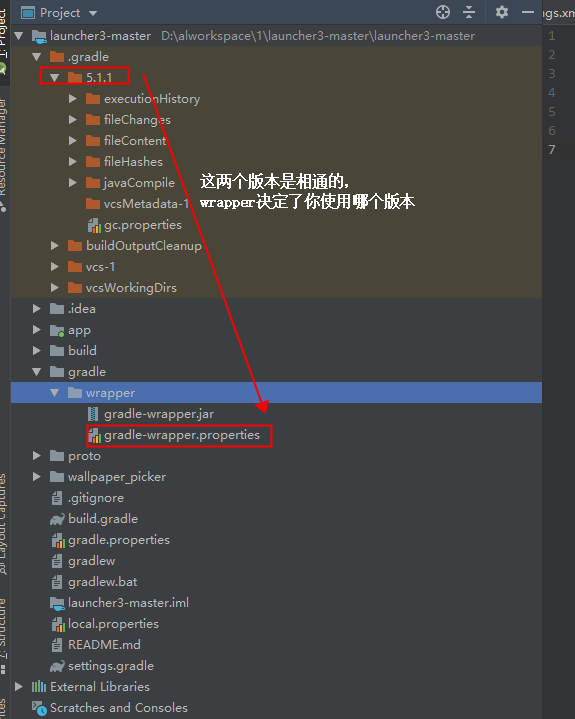 Project
launcher3-master D:\alworkspace\1\launcher3-master\launcher3-master
ngs.xm
.gradle
5.1.1
executionHistory
fileChanges
fileContent
fileHashes
javaCompile
vcsMetadata-1
gc.properties
这两个版本是相通的,
wrapper决定了你使用哪个版本
buildOutputCleanup
vcs-1
vcsWorkingDirs
.idea
app
build
gradle
wrapper
gradle-wrapper.jar
gradle-wrapper.properties
proto
wallpaper_picker
.gitignore
build.gradle
gradle.properties
gradlew
gradlew.bat
launcher3-master.iml
local.properties
README.md
settings.gradle
External Libraries
Scratches and Consoles
1
2
3
4
5
6
7
1: Project
Resource Manager
Layout Captures
7: Structure